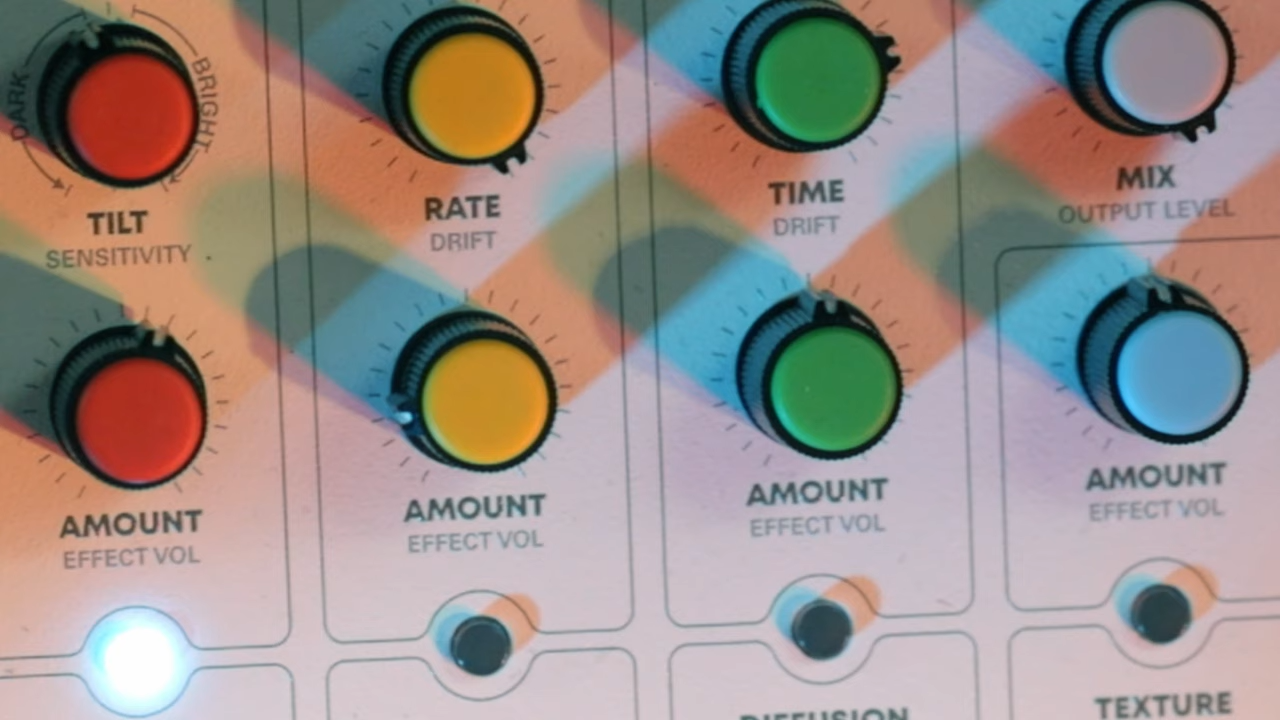 DARK
BRIGHT
TILT
SENSITIVITY
RATE
DRIFT
TIME
DRIFT
MIX
OUTPUT LEVEL
AMOUNT
EFFECT VOL
AMOUNT
EFFECT VOL
AMOUNT
EFFECT VOL
AMOUNT
EFFECT VOL
DIFFUSION
TEXTURE